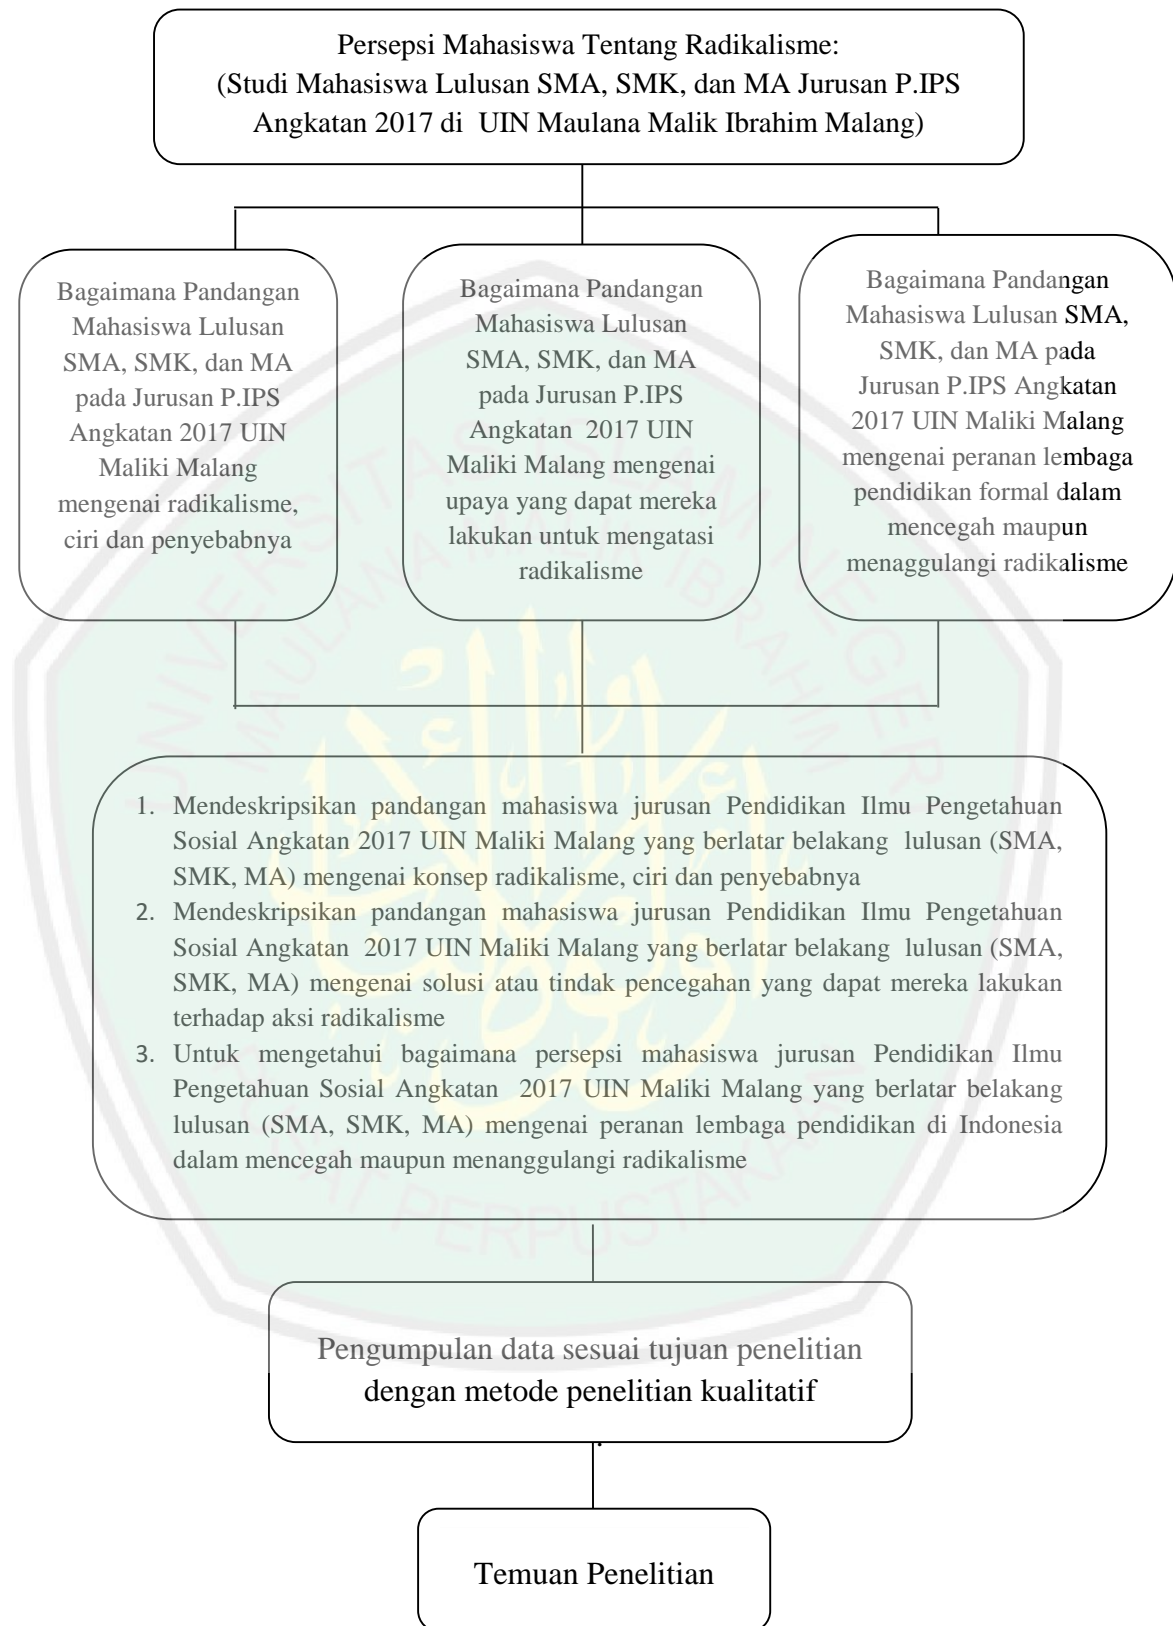 Persepsi Mahasiswa Tentang Radikalisme:
(Studi Mahasiswa Lulusan SMA, SMK, dan MA Jurusan P.IPS
Angkatan 2017 di UIN Maulana Malik Ibrahim Malang)
Bagaimana Pandangan
Mahasiswa Lulusan
SMA, SMK, dan MA
pada Jurusan P.IPS
Angkatan 2017 UIN
Maliki Malang
mengenai radikalisme,
ciri dan penyebabnya
Bagaimana Pandangan
Mahasiswa Lulusan
SMA, SMK, dan MA
pada Jurusan P.IPS
Angkatan 2017 UIN
Maliki Malang mengenai
upaya yang dapat mereka
lakukan untuk mengatasi
radikalisme
Bagaimana Pandangan
Mahasiswa Lulusan SMA,
SMK, dan MA pada
Jurusan P.IPS Angkatan
2017 UIN Maliki Malang
mengenai peranan lembaga
pendidikan formal dalam
mencegah maupun
menaggulangi radikalisme
1. Mendeskripsikan pandangan mahasiswa jurusan Pendidikan Ilmu Pengetahuan
Sosial Angkatan 2017 UIN Maliki Malang yang berlatar belakang lulusan (SMA,
SMK, MA) mengenai konsep radikalisme, ciri dan penyebabnya
2. Mendeskripsikan pandangan mahasiswa jurusan Pendidikan Ilmu Pengetahuan
Sosial Angkatan 2017 UIN Maliki Malang yang berlatar belakang lulusan (SMA,
SMK, MA) mengenai solusi atau tindak pencegahan yang dapat mereka lakukan
terhadap aksi radikalisme
3. Untuk mengetahui bagaimana persepsi mahasiswa jurusan Pendidikan Ilmu
Pengetahuan Sosial Angkatan 2017 UIN Maliki Malang yang berlatar belakang
lulusan (SMA, SMK, MA) mengenai peranan lembaga pendidikan di Indonesia
dalam mencegah maupun menanggulangi radikalisme
Pengumpulan data sesuai tujuan penelitian
dengan metode penelitian kualitatif
.
Temuan Penelitian
UNIVERSITAS ISLAM NEGERI
MAULANA MALIK IBRAHIM
PUSAT PERPUSTAKAAN